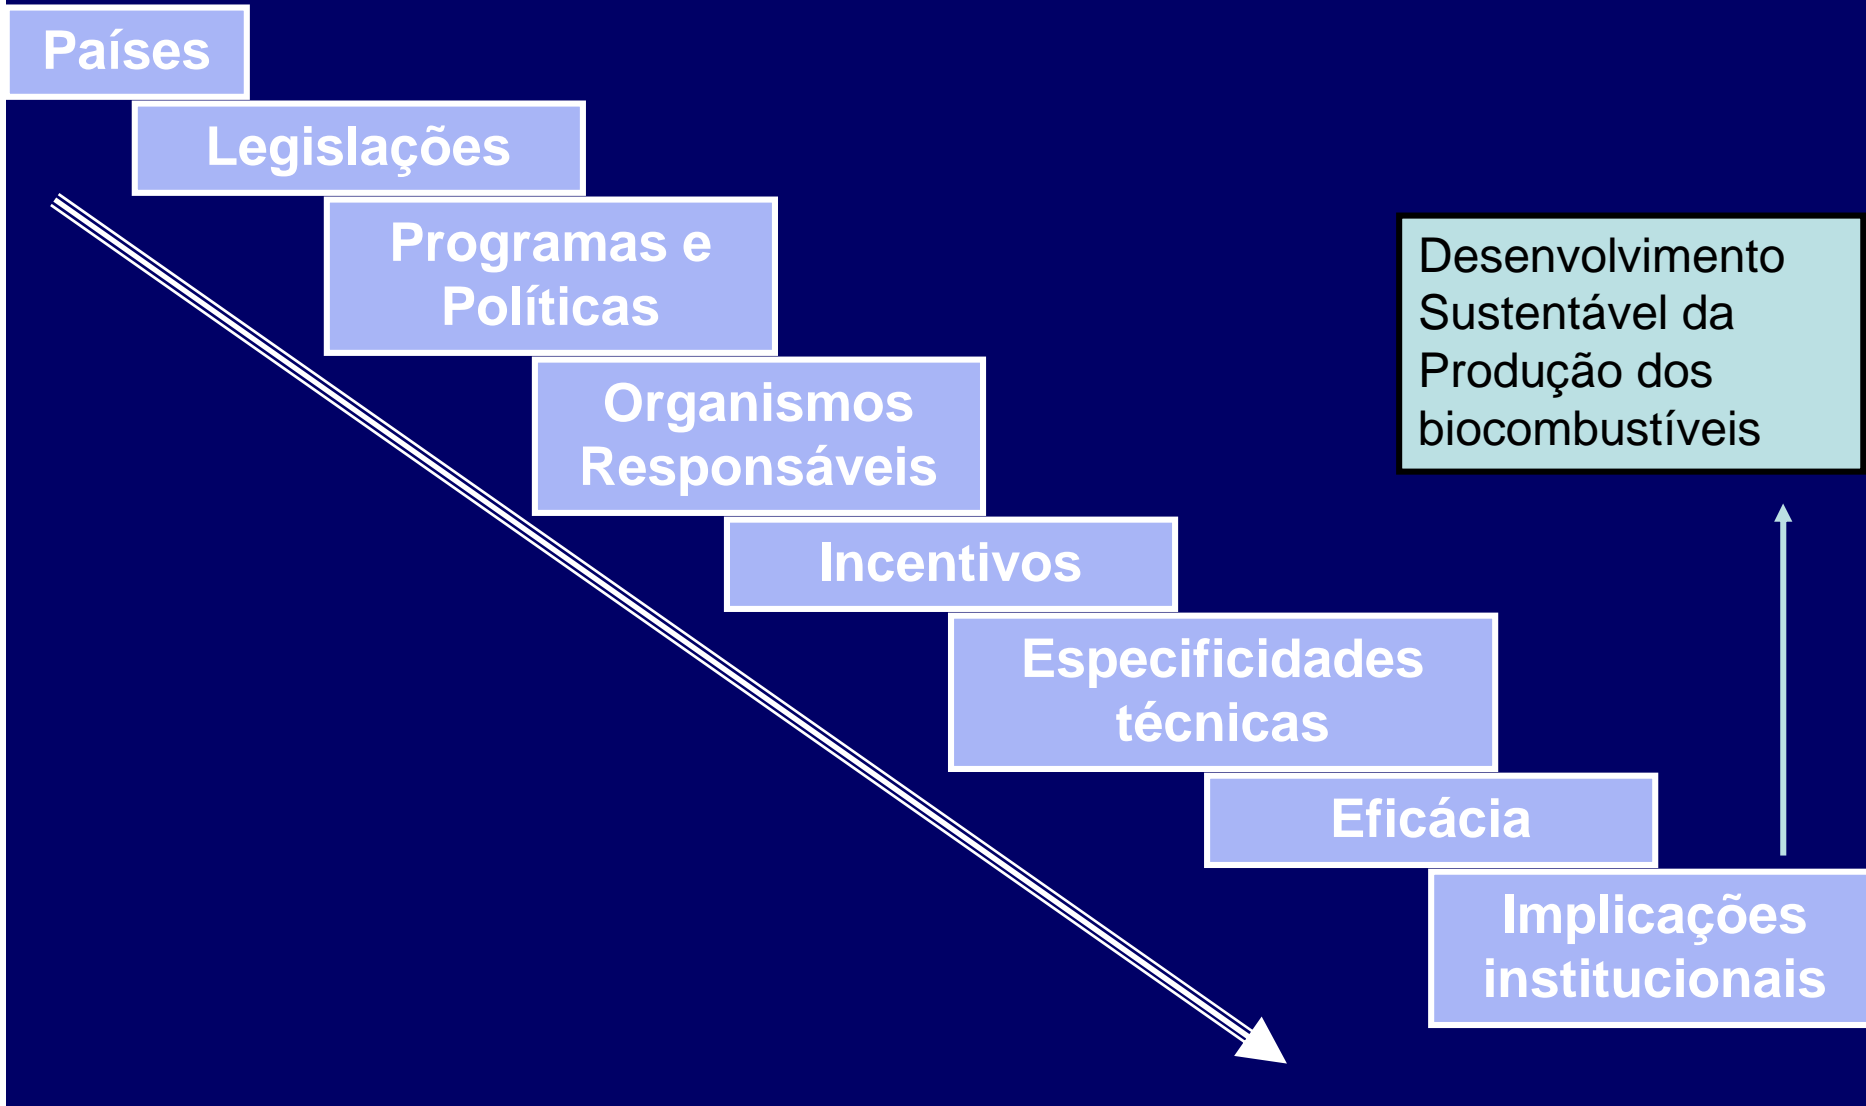 Países
Legislações
Programas e
Políticas
Organismos
Responsáveis
Incentivos
Especificidades
técnicas
Eficácia
Implicações
institucionais
Desenvolvimento
Sustentável da
Produção dos
biocombustíveis